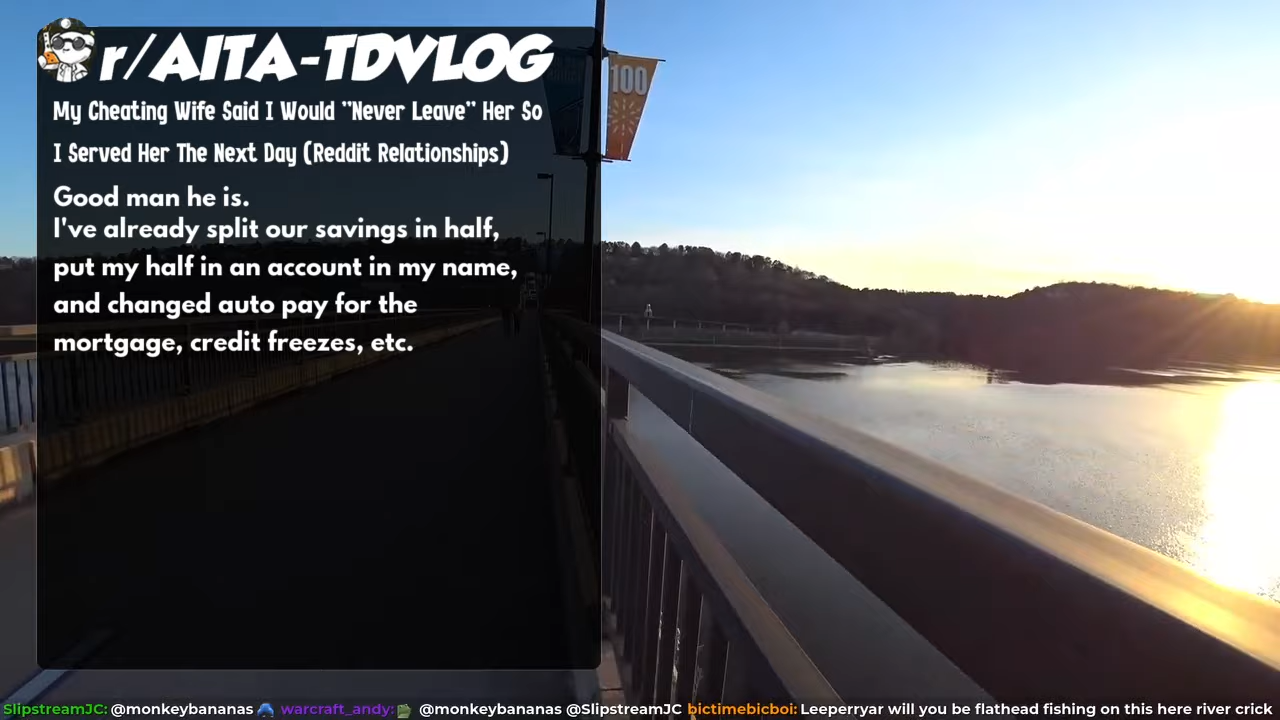 r/AITA-TDVLOG
My Cheating Wife Said I Would "Never Leave" Her So
I Served Her The Next Day (Reddit Relationships)
100
Good man he is.
I've already split our savings in half,
put my half in an account in my name,
and changed auto pay for the
mortgage, credit freezes, etc.
SlipstreamJC: @monkeybananas warcraft_andy: @monkeybananas @SlipstreamJC bictimebicboi: Leeperryar will you be flathead fishing on this here river crick